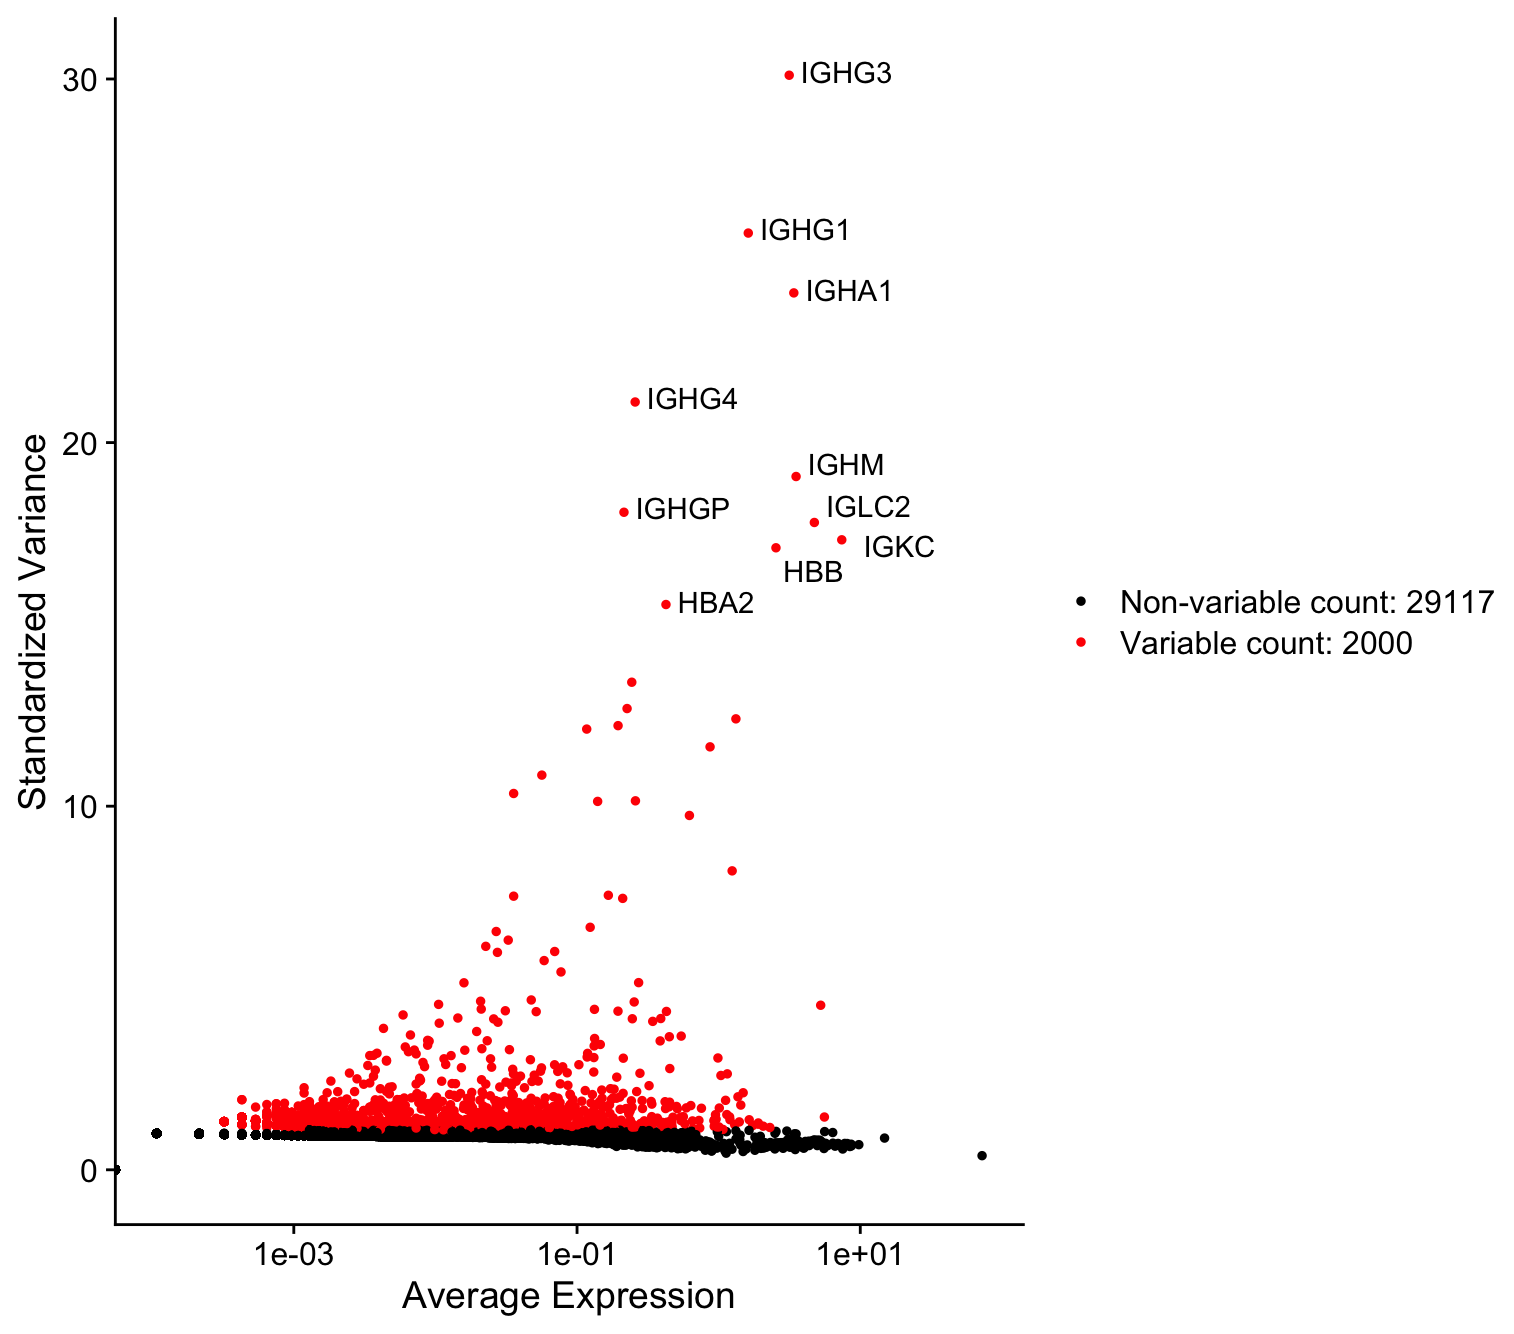 30
IGHG3
IGHG1
IGHA1
IGHG4
20
IGHM
IGHGP
IGLC2
IGKC
HBB
HBA2
Non-variable count: 29117
Variable count: 2000
10
0
Standardized Variance
1e-03
1e-01
1e+01
Average Expression